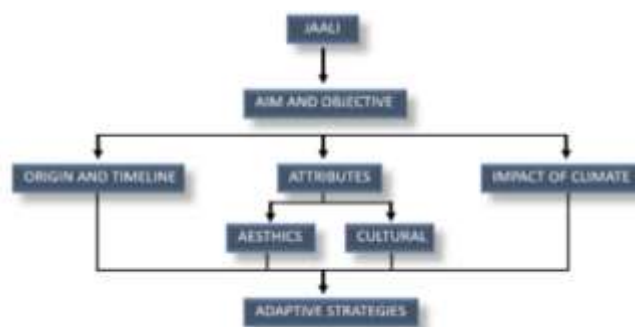 JAALI
AIM AND OBJECTIVE
ORIGIN AND TIMELINE
ATTRIBUTES
IMPACT OF CLIMATE
AESTHICS
CULTURAL
ADAPTIVE STRATEGIES